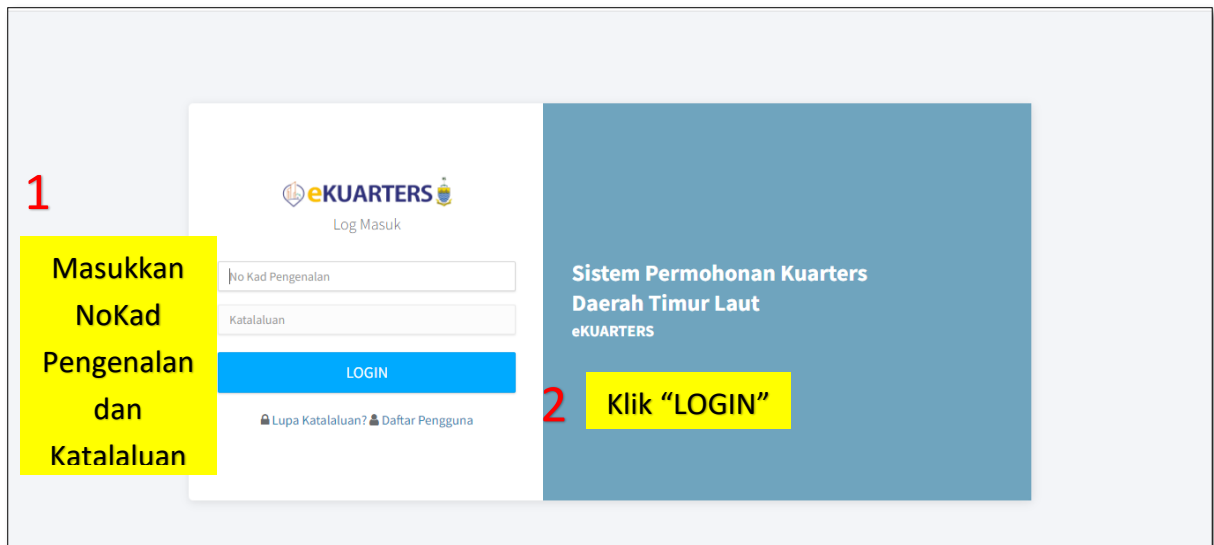 1
Masukkan
NoKad
Pengenalan
dan
Katalaluan
eKUARTERS
Log Masuk
No Kad Pengenalan
Katalaluan
LOGIN
Lupa Katalaluan? Daftar Pengguna
Sistem Permohonan Kuarters
Daerah Timur Laut
eKUARTERS
2
Klik “LOGIN”